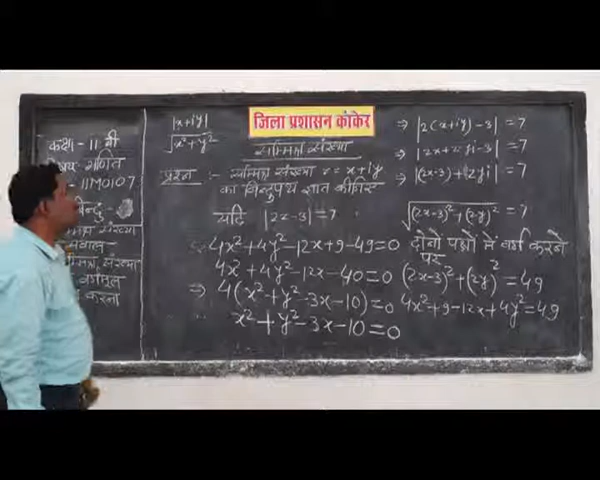 कक्षा - 11 वी
विषय गणित
- 11M0107
बिन्दु -
|x+iy|
√x²+y²
जिला प्रशासन कांकेर
सम्मिश्र संख्या
प्रश्न :- सम्मिश्र संख्या z = x+iy
का बिन्दुपथ ज्ञात कीजिए
यदि |2z-3|=7
4x²+4y²-12x+9-49=0
4x²+4y²-12x-40=0
⇒ 4(x²+y²-3x-10)=0
x²+y²-3x-10=0
⇒ |2(x+iy)-3| = 7
⇒ |2x+2yi-3| = 7
⇒ |(2x-3)+2yi| = 7
√(2x-3)²+(2y)² = 7
दोनो पक्षो में वर्ग करने
पर
(2x-3)²+(2y)² = 49
4x²+9-12x+4y²=49